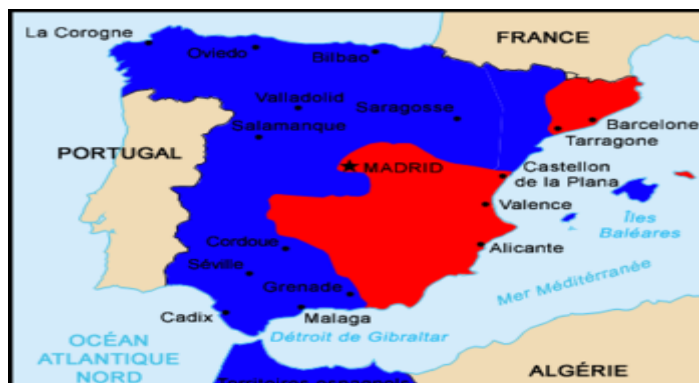 La Corogne
Oviedo
Bilbao
FRANCE
Valladolid
Saragosse
Salamanque
Barcelone
Tarragone
PORTUGAL
MADRID
Castellon
de la Plana
Valence
Îles
Baléares
Cordoue
Alicante
Séville
Mer Méditérranée
Grenade
Cadix
Malaga
Détroit de Gibraltar
OCÉAN
ATLANTIQUE
NORD
ALGÉRIE